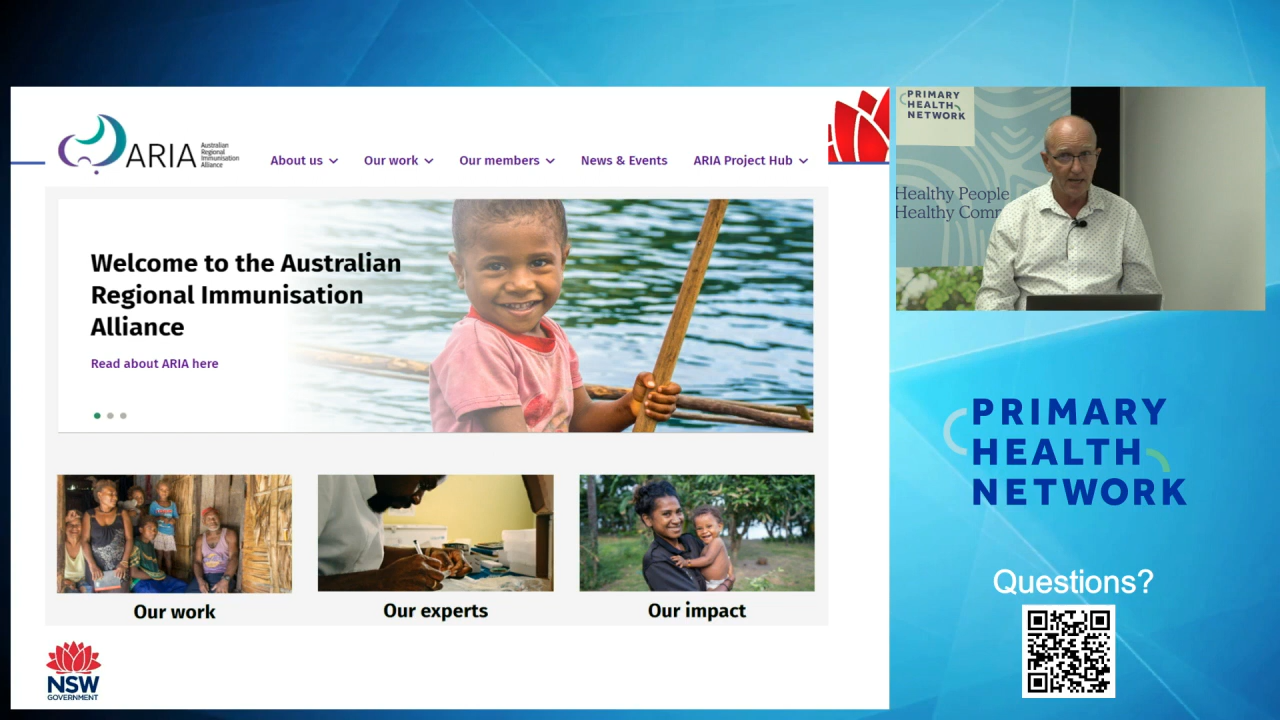 ARIA
Australian
Regional
Immunisation
Alliance
About us
Our work
Our members
News & Events
ARIA Project Hub
Welcome to the Australian
Regional Immunisation
Alliance
Read about ARIA here
Our work
Our experts
Our impact
NSW
GOVERNMENT
PRIMARY
HEALTH
NETWORK
Healthy People
Healthy Comm
PRIMARY
HEALTH
NETWORK
Questions?